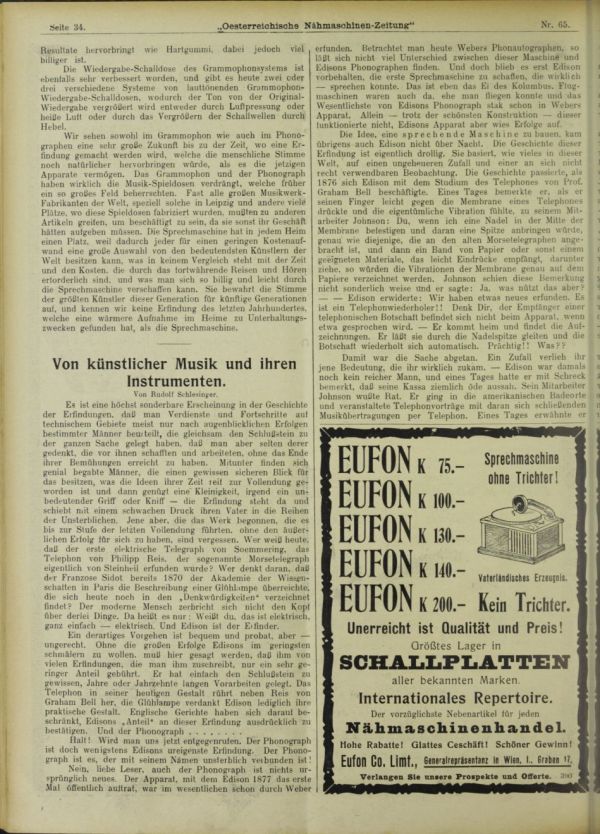 Seite 34.
„Oesterreichische Nähmaschinen-Zeitung“
Nr. 65.
Resultate hervorbringt wie Hartgummi, dabei jedoch viel
billiger ist.
Die Wiedergabe-Schalldose des Grammophonsystems ist
ebenfalls sehr verbessert worden, und gibt es heute zwei oder
drei verschiedene Systeme von lauttönenden Grammophon-
Wiedergabe-Schalldosen, wodurch der Ton von der Original-
Wiedergabe vergrößert wird entweder durch Luftpressung oder
heiße Luft oder durch das Vergrößern der Schallwellen durch
Hebel.
Wir sehen sowohl im Grammophon wie auch im Phono-
graphen eine sehr große Zukunft bis zu der Zeit, wo eine Er-
findung gemacht werden wird, welche die menschliche Stimme
noch natürlicher hervorbringen würde, als es die jetzigen
Apparate vermögen. Das Grammophon und der Phonograph
haben wirklich die Musik-Spieldosen verdrängt, welche früher
ein so großes Feld beherrschten. Fast alle großen Musikwerk-
Fabrikanten der Welt, speziell solche in Leipzig und andere viele
Plätze, wo diese Spieldosen fabriziert wurden, mußten zu anderen
Artikeln greifen, um beschäftigt zu sein, da sie sonst ihr Geschäft
hätten aufgeben müssen. Die Sprechmaschine hat in jedem Heim
einen Platz, weil dadurch jeder für einen geringen Kostenauf-
wand eine große Auswahl von den bedeutendsten Künstlern der
Welt besitzen kann, was in keinem Vergleich steht mit der Zeit
und den Kosten, die durch das fortwährende Reisen und Hören
erforderlich sind, und was man sich so billig und leicht durch
die Sprechmaschine verschaffen kann. Sie bewahrt die Stimme
der größten Künstler dieser Generation für künftige Generationen
auf, und kennen wir keine Erfindung des letzten Jahrhundertes,
welche eine wärmere Aufnahme im Heime zu Unterhaltungs-
zwecken gefunden hat, als die Sprechmaschine.
Von künstlicher Musik und ihren
Instrumenten.
Von Rudolf Schlesinger.
Es ist eine höchst sonderbare Erscheinung in der Geschichte
der Erfindungen, daß man Verdienste und Fortschritte auf
technischem Gebiete meist nur nach augenblicklichen Erfolgen
bestimmter Männer beurteilt, die gleichsam den Schlußstein zu
der ganzen Sache gelegt haben, daß man aber selten derer
gedenkt, die vor ihnen schafften und arbeiteten, ohne das Ende
ihrer Bemühungen erreicht zu haben. Mitunter finden sich
genial begabte Männer, die einen gewissen sicheren Blick für
das besitzen, was die Ideen ihrer Zeit reif zur Vollendung ge-
worden ist und dann genügt eine Kleinigkeit, irgend ein un-
bedeutender Griff oder Kniff — die Erfindung steht da und
schiebt mit einem schwachen Druck ihren Vater in die Reihen
der Unsterblichen. Jene aber, die das Werk begonnen, die es
bis zur Stufe der letzten Vollendung führten, ohne den äußer-
lichen Erfolg für sich zu haben, sind vergessen. Wer weiß heute,
daß der erste elektrische Telegraph von Soemmering, das
Telephon von Philipp Reis, der sogenannte Morsetelegraph
eigentlich von Steinheil erfunden wurde? Wer denkt daran, daß
der Franzose Sidot bereits 1870 der Akademie der Wissen-
schaften in Paris die Beschreibung einer Glühlampe überreichte,
die sich heute noch in den „Denkwürdigkeiten“ verzeichnet
findet? Der moderne Mensch zerbricht sich nicht den Kopf
über derlei Dinge. Da heißt es nur: Weißt du, das ist elektrisch,
ganz einfach — elektrisch. Und Edison ist der Erfinder.
Ein derartiges Vorgehen ist bequem und probat, aber —
ungerecht. Ohne die großen Erfolge Edisons im geringsten
schmälern zu wollen, muß hier gesagt werden, daß ihm von
vielen Erfindungen, die man ihm zuschreibt, nur ein sehr ge-
ringer Anteil gebührt. Er hat einfach den Schlußstein zu
gewissen, Jahre oder Jahrzehnte langen Vorarbeiten gelegt. Das
Telephon in seiner heutigen Gestalt rührt neben Reis von
Graham Bell her, die Glühlampe verdankt Edison lediglich ihre
praktische Gestalt. Englische Gerichte haben sich darauf be-
schränkt, Edisons „Anteil“ an dieser Erfindung ausdrücklich zu
bestätigen. Und der Phonograph . . . . . . . .
Halt! Wird man uns jetzt entgegenrufen. Der Phonograph
ist doch wenigstens Edisons ureigenste Erfindung. Der Phono-
graph ist es, der mit seinem Namen unsterblich verbunden ist!
Nein, liebe Leser, auch der Phonograph ist nichts ur-
sprünglich neues. Der Apparat, mit dem Edison 1877 das erste
Mal öffentlich auftrat, war im wesentlichen schon durch Weber
erfunden. Betrachtet man heute Webers Phonautographen, so
läßt sich nicht viel Unterschied zwischen dieser Maschine und
Edisons Phonographen finden. Und doch blieb es erst Edison
vorbehalten, die erste Sprechmaschine zu schaffen, die wirklich
— sprechen konnte. Das ist eben das Ei des Kolumbus. Flug-
maschinen waren auch da, ehe man fliegen konnte und das
Wesentlichste von Edisons Phonograph stak schon in Webers
Apparat. Allein — trotz der schönsten Konstruktion — dieser
funktionierte nicht, Edisons Apparat aber wies Erfolge auf.
Die Idee, eine sprechende Maschine zu bauen, kam
übrigens auch Edison nicht über Nacht. Die Geschichte dieser
Erfindung ist eigentlich drollig. Sie basiert, wie vieles in dieser
Welt, auf einen ungeheueren Zufall und einer an sich nicht
recht verwendbaren Beobachtung. Die Geschichte passierte, als
1876 sich Edison mit dem Studium des Telephones von Prof.
Graham Bell beschäftigte. Eines Tages bemerkte er, als er
seinen Finger leicht gegen die Membrane eines Telephones
drückte und die eigentümliche Vibration fühlte, zu seinem Mit-
arbeiter Johnson: Du, wenn ich eine Nadel in der Mitte der
Membrane befestigen und daran eine Spitze anbringen würde,
genau wie diejenige, die an den alten Morsetelegraphen ange-
bracht ist, und dann ein Band von Papier oder sonst einem
geeigneten Materiale, das leicht Eindrücke empfängt, darunter
ziehe, so würden die Vibrationen der Membrane genau auf dem
Papiere verzeichnet werden. Johnson schien diese Bemerkung
nicht sonderlich weise und er sagte: Ja, was nützt das aber?
— — Edison erwiderte: Wir haben etwas neues erfunden. Es
ist ein Telephonwiederholer!! Denk Dir, der Empfänger einer
telephonischen Botschaft befindet sich nicht beim Apparat, wenn
etwa gesprochen wird. — Er kommt heim und findet die Auf-
zeichnungen. Er läßt sie durch die Nadelspitze gleiten und die
Botschaft wiederholt sich automatisch. Prächtig!! Was??
Damit war die Sache abgetan. Ein Zufall verlieh ihr
jene Bedeutung, die ihr wirklich zukam. — Edison war damals
noch kein reicher Mann, und eines Tages hatte er mit Schreck
bemerkt, daß seine Kassa ziemlich öde aussah. Sein Mitarbeiter
Johnson wußte Rat. Er ging in die amerikanischen Badeorte
und veranstaltete Telephonvorträge mit daran sich schließenden
Musikübertragungen per Telephon. Eines Tages erwähnte er
EUFON K 75.–
EUFON K 100.–
EUFON K 130.–
EUFON K 140.–
EUFON K 200.–
Sprechmaschine
ohne Trichter!
Vaterländisches Erzeugnis.
Kein Trichter.
Unerreicht ist Qualität und Preis!
Größtes Lager in
SCHALLPLATTEN
aller bekannten Marken.
Internationales Repertoire.
Der vorzüglichste Nebenartikel für jeden
Nähmaschinenhandel.
Hohe Rabatte! Glattes Geschäft! Schöner Gewinn!
Eufon Co. Limt., Generalrepräsentanz in Wien, I., Graben 17.
Verlangen Sie unsere Prospekte und Offerte.